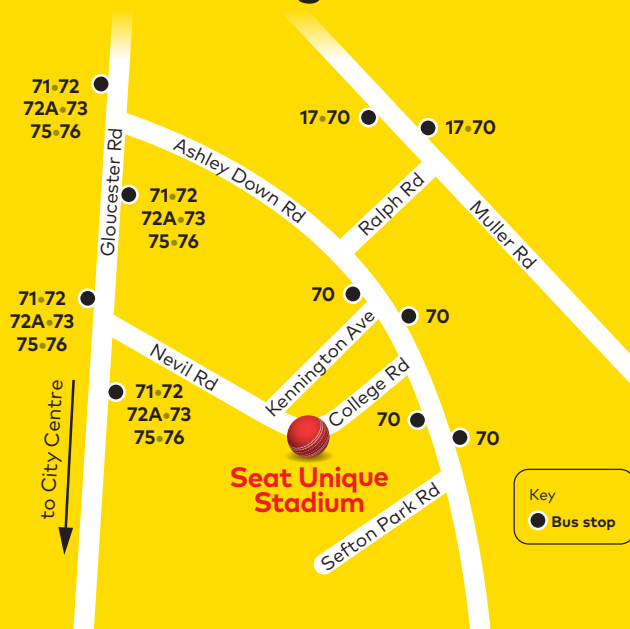 71•72
72A•73
75•76
17•70
17•70
Ashley Down Rd
Gloucester Rd
Ralph Rd
71•72
72A•73
75•76
Muller Rd
71•72
72A•73
75•76
70
70
Kennington Ave
Nevil Rd
College Rd
71•72
72A•73
75•76
to City Centre
70
70
Seat Unique
Stadium
Sefton Park Rd
Key
Bus stop